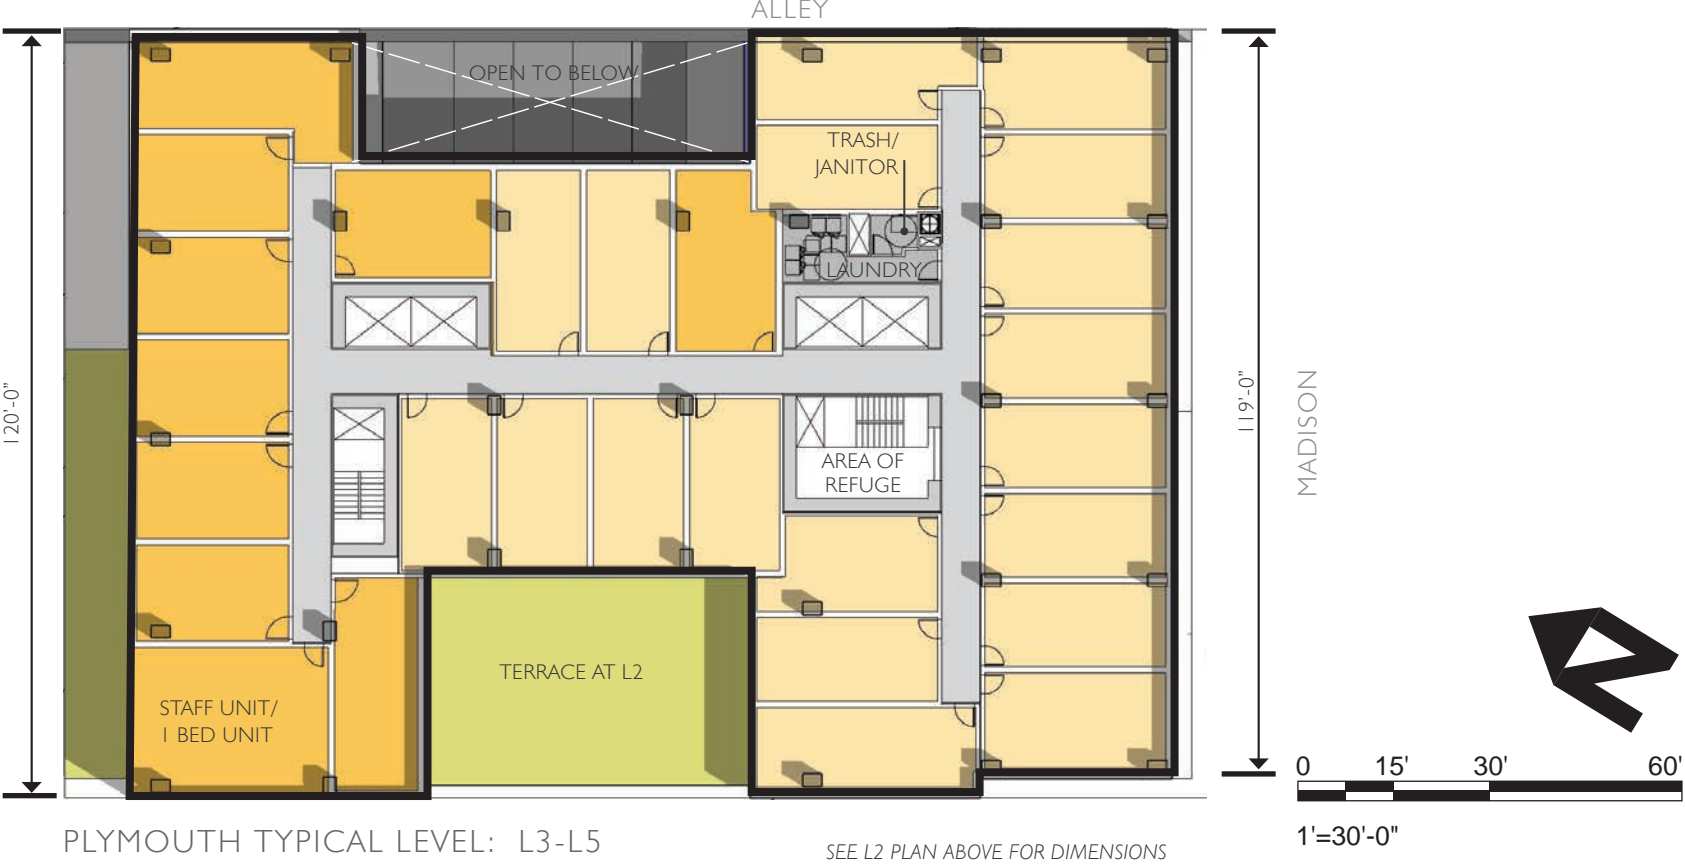 ALLEY
OPEN TO BELOW
TRASH/
JANITOR
LAUNDRY
120'-0"
119'-0"
MADISON
AREA OF
REFUGE
TERRACE AT L2
STAFF UNIT/
1 BED UNIT
0 15' 30' 60'
1'=30'-0"
PLYMOUTH TYPICAL LEVEL: L3-L5
SEE L2 PLAN ABOVE FOR DIMENSIONS